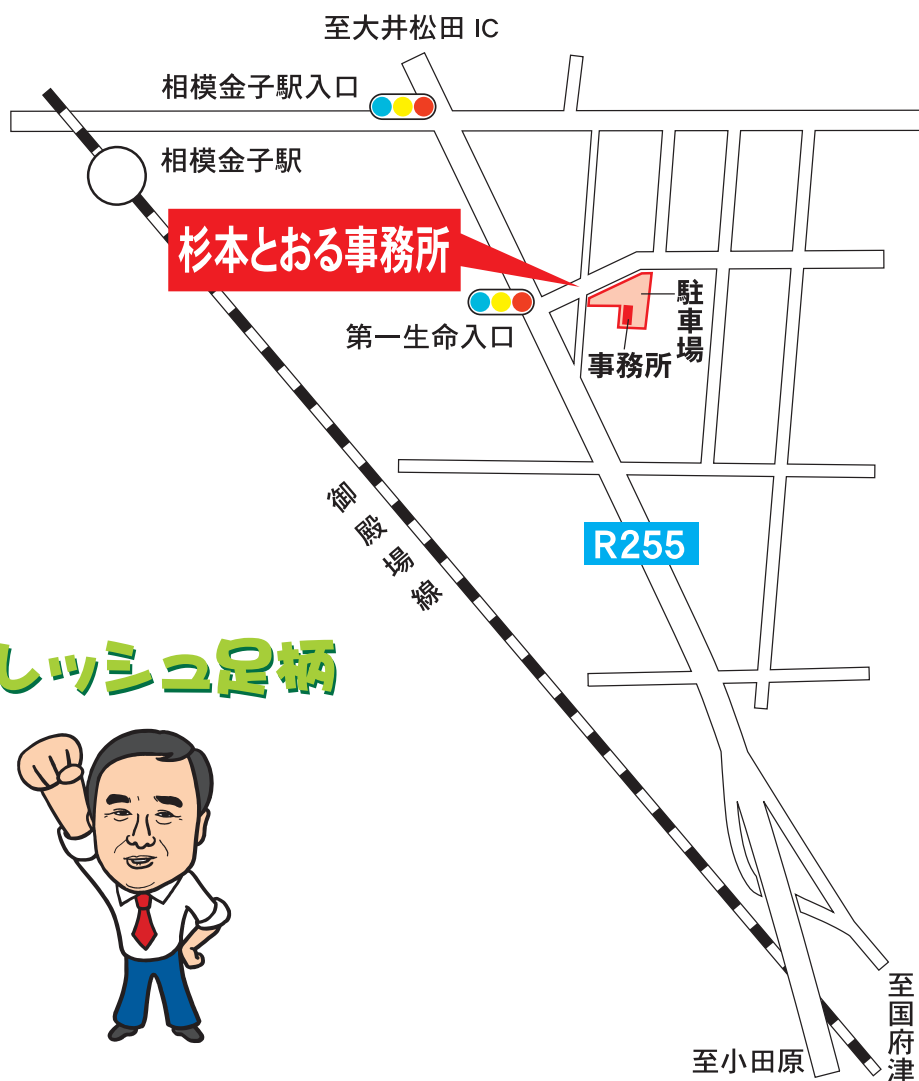 至大井松田 IC
相模金子駅入口
相模金子駅
杉本とおる事務所
第一生命入口
駐車場
事務所
御殿場線
R255
レッシュ足柄
至国府津
至小田原